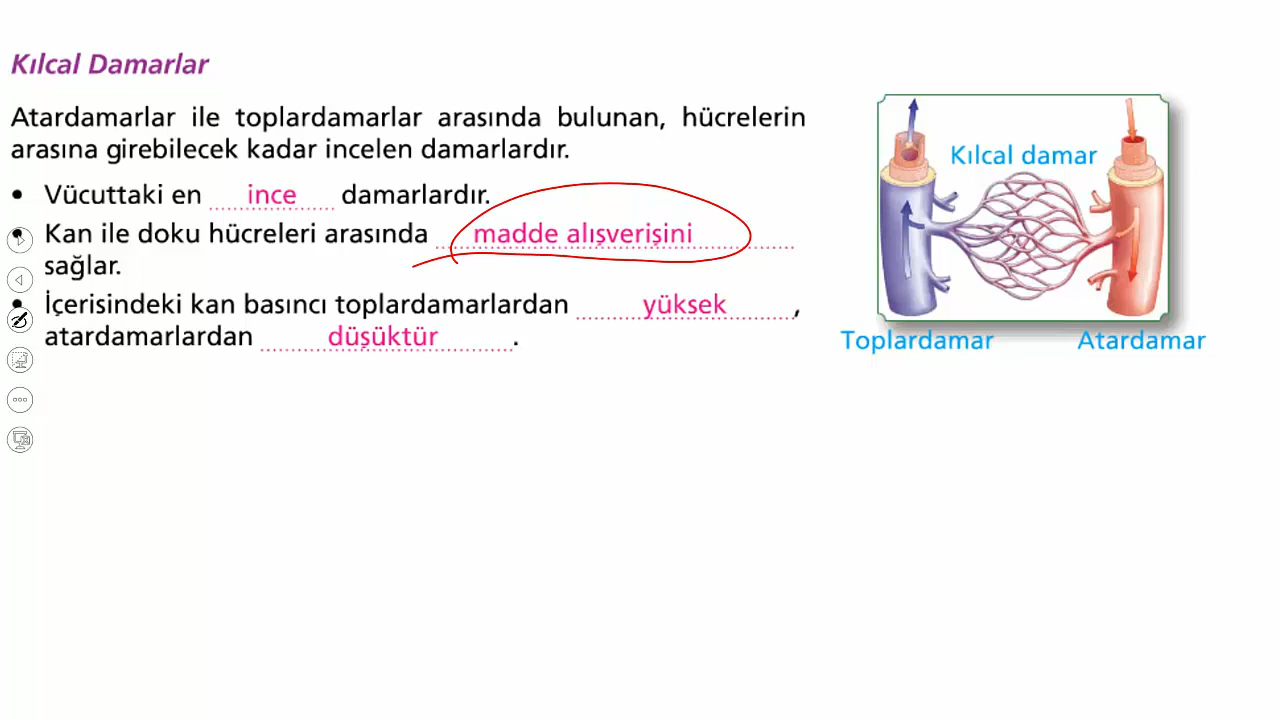 Kılcal Damarlar
Atardamarlar ile toplardamarlar arasında bulunan, hücrelerin
arasına girebilecek kadar incelen damarlardır.
• Vücuttaki en ince damarlardır.
• Kan ile doku hücreleri arasında madde alışverişini
sağlar.
• İçerisindeki kan basıncı toplardamarlardan yüksek,
atardamarlardan düşüktür.
Kılcal damar
Toplardamar Atardamar